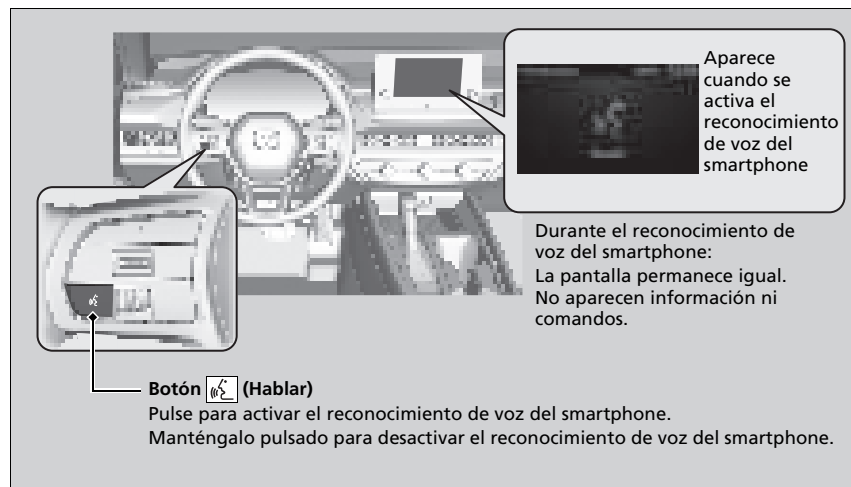 Aparece
cuando se
activa el
reconocimiento
de voz del
smartphone
Durante el reconocimiento de
voz del smartphone:
La pantalla permanece igual.
No aparecen información ni
comandos.
Botón (Hablar)
Pulse para activar el reconocimiento de voz del smartphone.
Manténgalo pulsado para desactivar el reconocimiento de voz del smartphone.